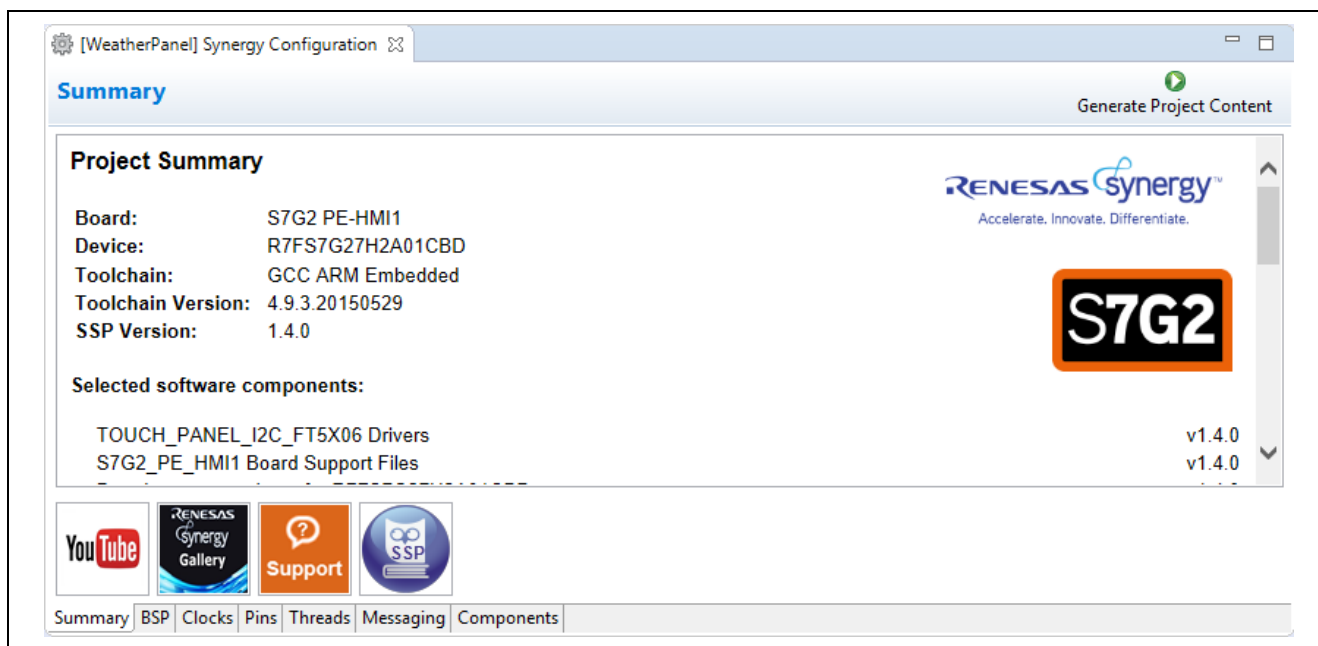 [WeatherPanel] Synergy Configuration
Summary
Generate Project Content
Project Summary
RENESAS Synergy™
Accelerate. Innovate. Differentiate.
Board: S7G2 PE-HMI1
Device: R7FS7G27H2A01CBD
Toolchain: GCC ARM Embedded
Toolchain Version: 4.9.3.20150529
SSP Version: 1.4.0
S7G2
Selected software components:
TOUCH_PANEL_I2C_FT5X06 Drivers v1.4.0
S7G2_PE_HMI1 Board Support Files v1.4.0
YouTube
RENESAS
Synergy
Gallery
Support
SSP
Summary BSP Clocks Pins Threads Messaging Components